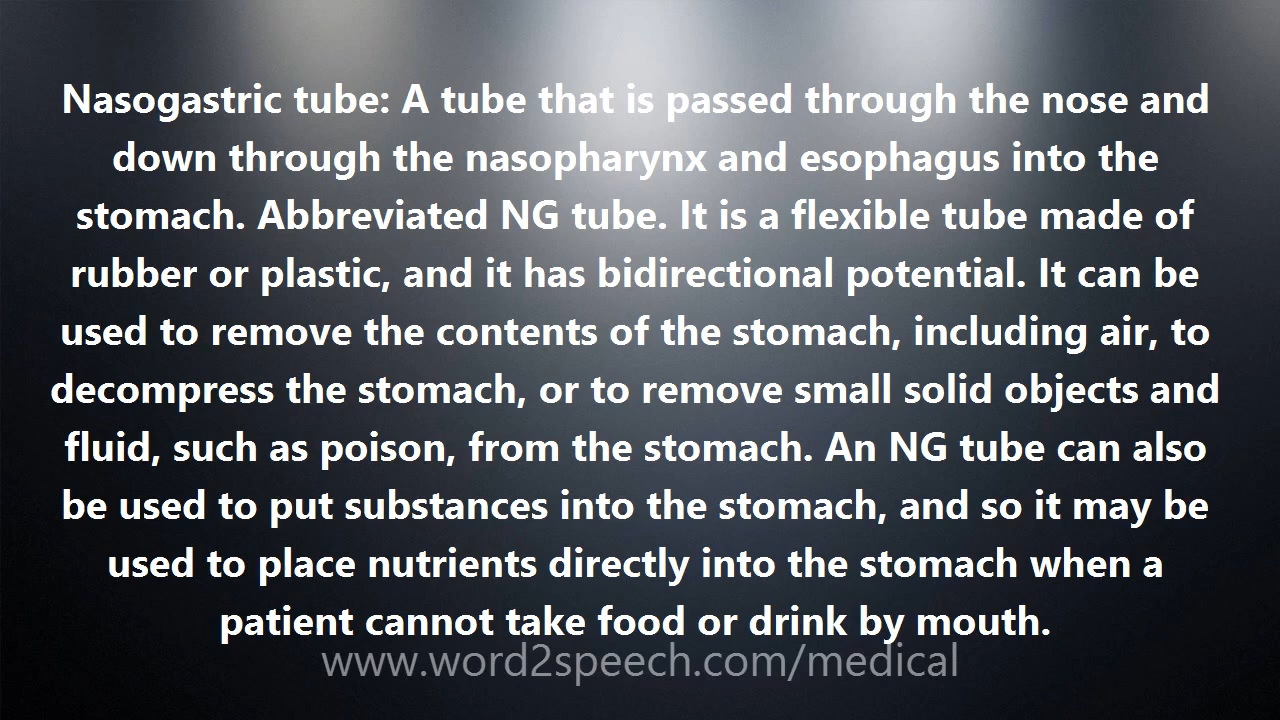 Nasogastric tube: A tube that is passed through the nose and
down through the nasopharynx and esophagus into the
stomach. Abbreviated NG tube. It is a flexible tube made of
rubber or plastic, and it has bidirectional potential. It can be
used to remove the contents of the stomach, including air, to
decompress the stomach, or to remove small solid objects and
fluid, such as poison, from the stomach. An NG tube can also
be used to put substances into the stomach, and so it may be
used to place nutrients directly into the stomach when a
patient cannot take food or drink by mouth.
www.word2speech.com/medical